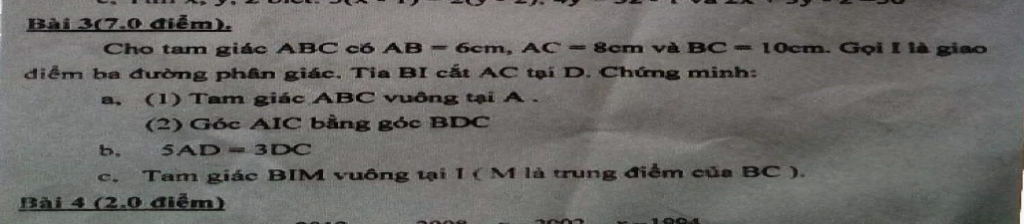 Bài 3(7.0 điểm).
Cho tam giác ABC có AB = 6cm, AC = 8cm và BC = 10cm. Gọi I là giao
điểm ba đường phân giác. Tia BI cắt AC tại D. Chứng minh:
a. (1) Tam giác ABC vuông tại A .
(2) Góc AIC bằng góc BDC
b. 5AD = 3DC
c. Tam giác BIM vuông tại I ( M là trung điểm của BC ).
Bài 4 (2.0 điểm)